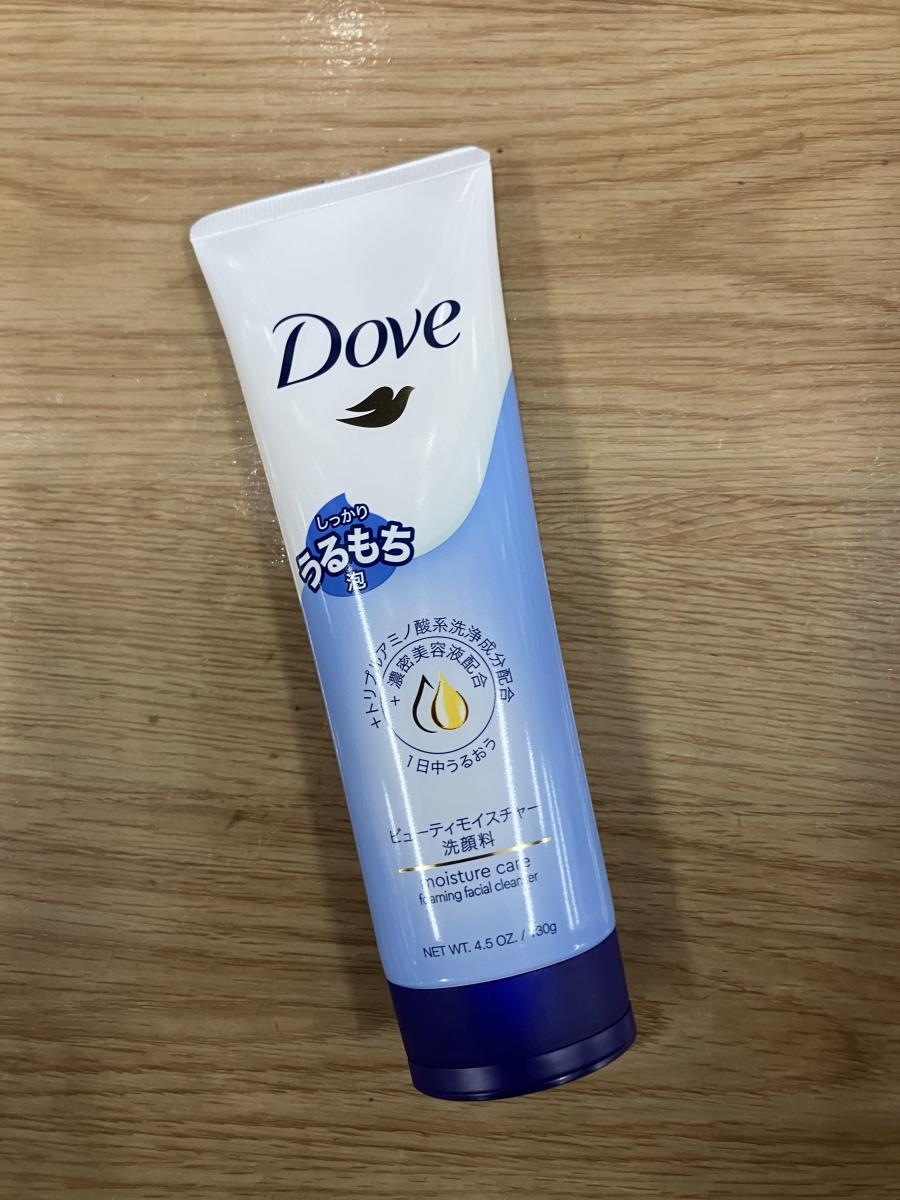 Dove
しっかり
うるもち
泡
+トリプルアミノ酸系洗浄成分配合
+濃密美容液配合
1日中うるおう
ビューティモイスチャー
洗顔料
moisture care
foaming facial cleanser
NET WT. 4.5 OZ. / 130g